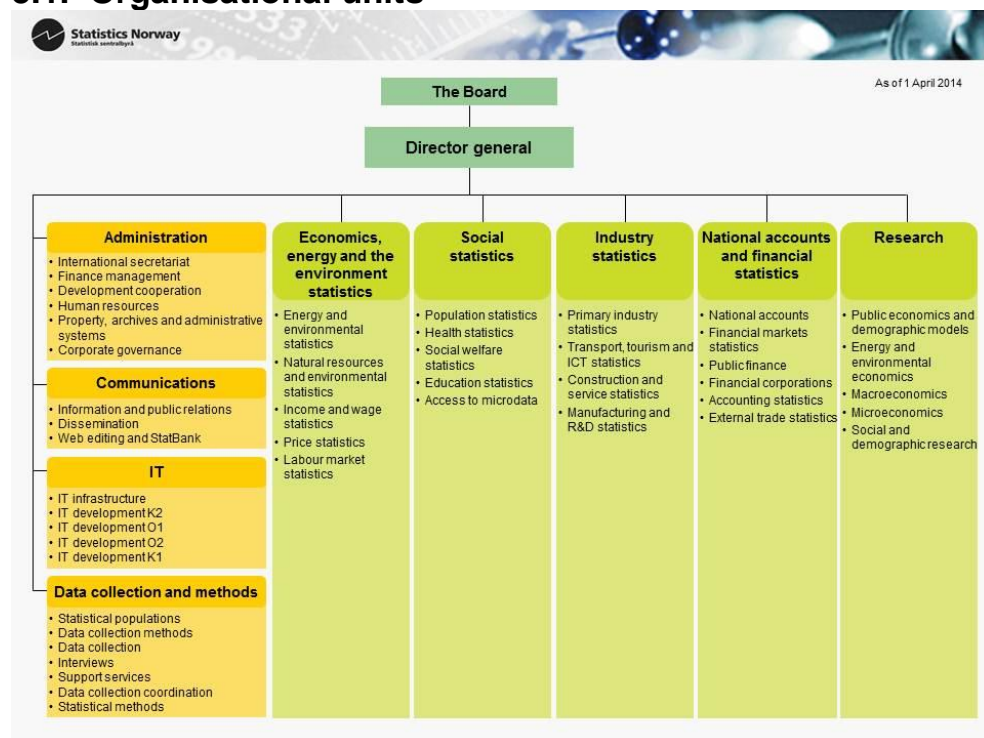 Statistics Norway
Statistisk sentralbyrå
As of 1 April 2014
The Board
Director general
Administration
• International secretariat
• Finance management
• Development cooperation
• Human resources
• Property, archives and administrative
systems
• Corporate governance
Communications
• Information and public relations
• Dissemination
• Web editing and StatBank
IT
• IT infrastructure
• IT development K2
• IT development O1
• IT development O2
• IT development K1
Data collection and methods
• Statistical populations
• Data collection methods
• Data collection
• Interviews
• Support services
• Data collection coordination
• Statistical methods
Economics,
energy and the
environment
statistics
• Energy and
environmental
statistics
• Natural resources
and environmental
statistics
• Income and wage
statistics
• Price statistics
• Labour market
statistics
Social
statistics
• Population statistics
• Health statistics
• Social welfare
statistics
• Education statistics
• Access to microdata
Industry
statistics
• Primary industry
statistics
• Transport, tourism and
ICT statistics
• Construction and
service statistics
• Manufacturing and
R&D statistics
National accounts
and financial
statistics
• National accounts
• Financial markets
statistics
• Public finance
• Financial corporations
• Accounting statistics
• External trade statistics
Research
• Public economics and
demographic models
• Energy and
environmental
economics
• Macroeconomics
• Microeconomics
• Social and
demographic research